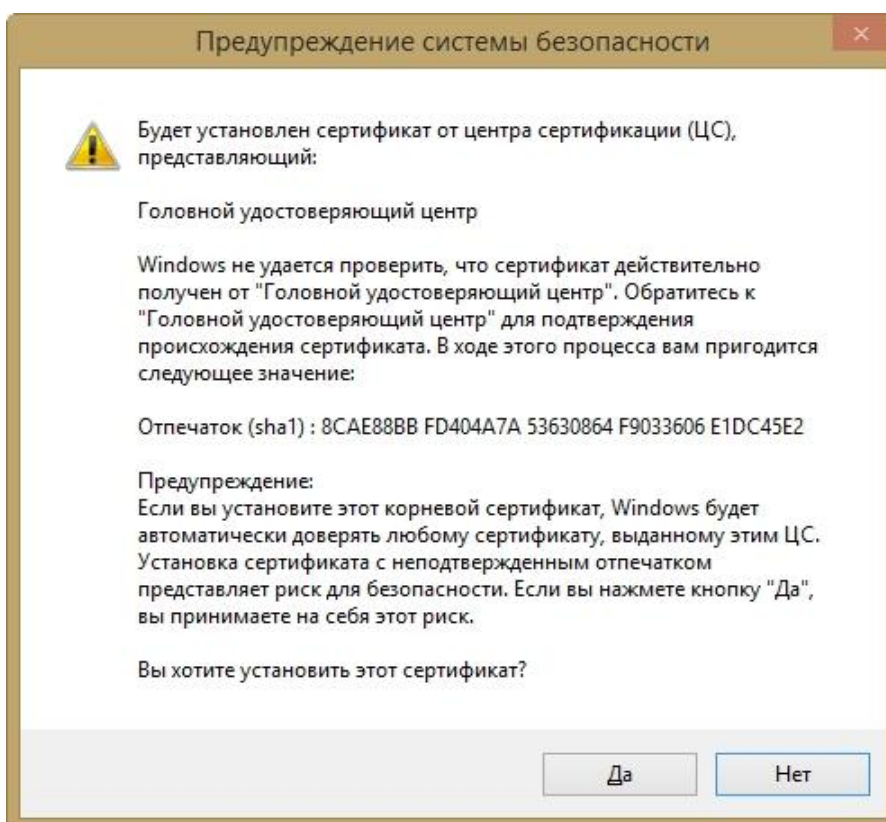 Предупреждение системы безопасности
Будет установлен сертификат от центра сертификации (ЦС),
представляющий:
Головной удостоверяющий центр
Windows не удается проверить, что сертификат действительно
получен от "Головной удостоверяющий центр". Обратитесь к
"Головной удостоверяющий центр" для подтверждения
происхождения сертификата. В ходе этого процесса вам пригодится
следующее значение:
Отпечаток (sha1) : 8CAE88BB FD404A7A 53630864 F9033606 E1DC45E2
Предупреждение:
Если вы установите этот корневой сертификат, Windows будет
автоматически доверять любому сертификату, выданному этим ЦС.
Установка сертификата с неподтвержденным отпечатком
представляет риск для безопасности. Если вы нажмете кнопку "Да",
вы принимаете на себя этот риск.
Вы хотите установить этот сертификат?
Да
Нет